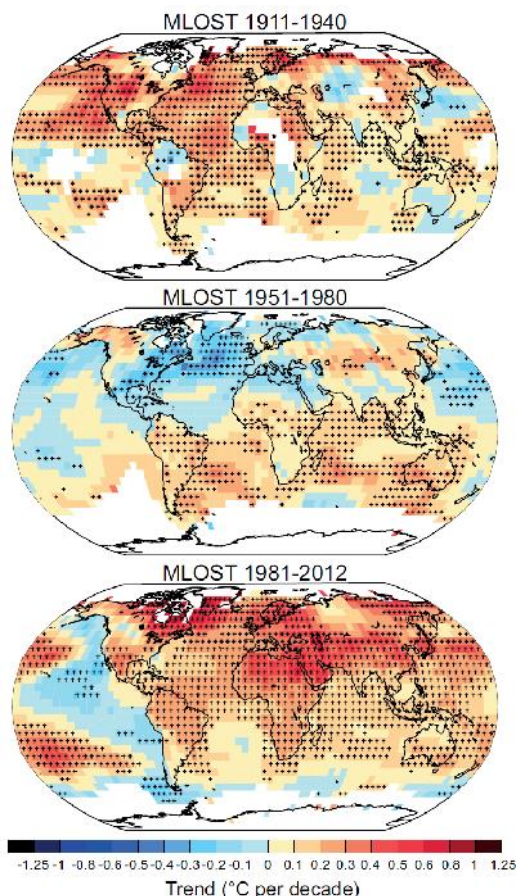 MLOST 1911-1940
MLOST 1951-1980
MLOST 1981-2012
-1.25 -1 -0.8 -0.6 -0.5 -0.4 -0.3 -0.2 -0.1 0 0.1 0.2 0.3 0.4 0.5 0.6 0.8 1 1.25
Trend (°C per decade)